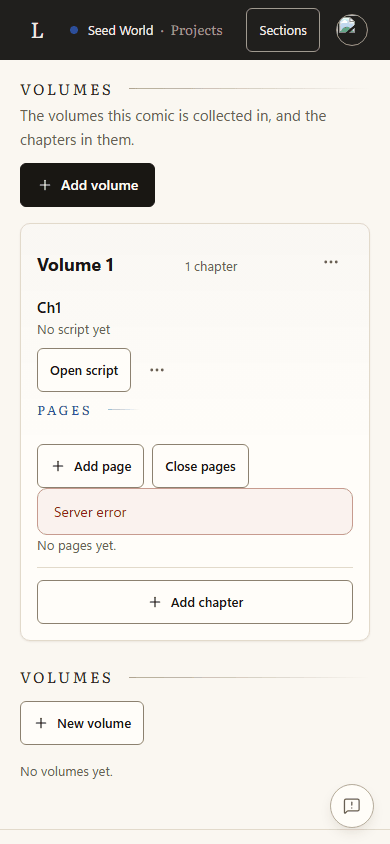 L Seed World · Projects Sections
VOLUMES
The volumes this comic is collected in, and the
chapters in them.
+ Add volume
Volume 1 1 chapter ···
Ch1
No script yet
Open script ···
PAGES
+ Add page Close pages
Server error
No pages yet.
+ Add chapter
VOLUMES
+ New volume
No volumes yet.